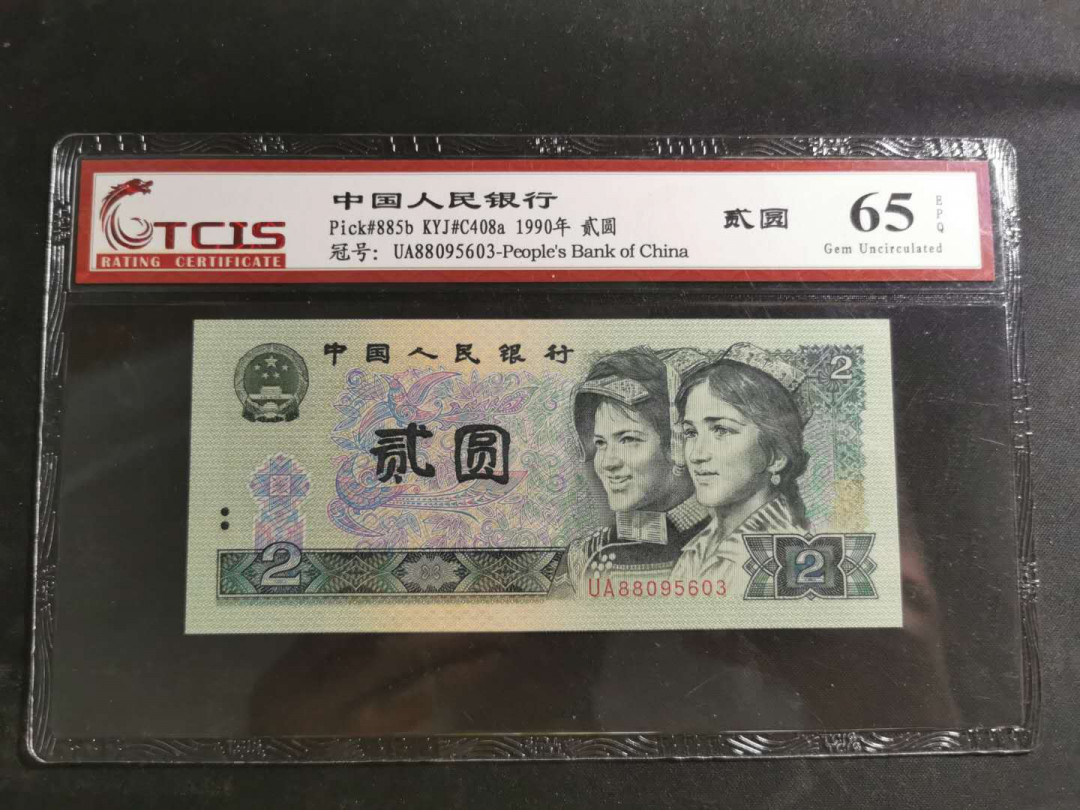 TCIS
RATING CERTIFICATE
中国人民银行
Pick#885b KYJ#C408a 1990年 贰圆
冠号: UA88095603-People's Bank of China
贰圆
65
EPQ
Gem Uncirculated
中国人民银行
贰圆
2
2
UA88095603
2